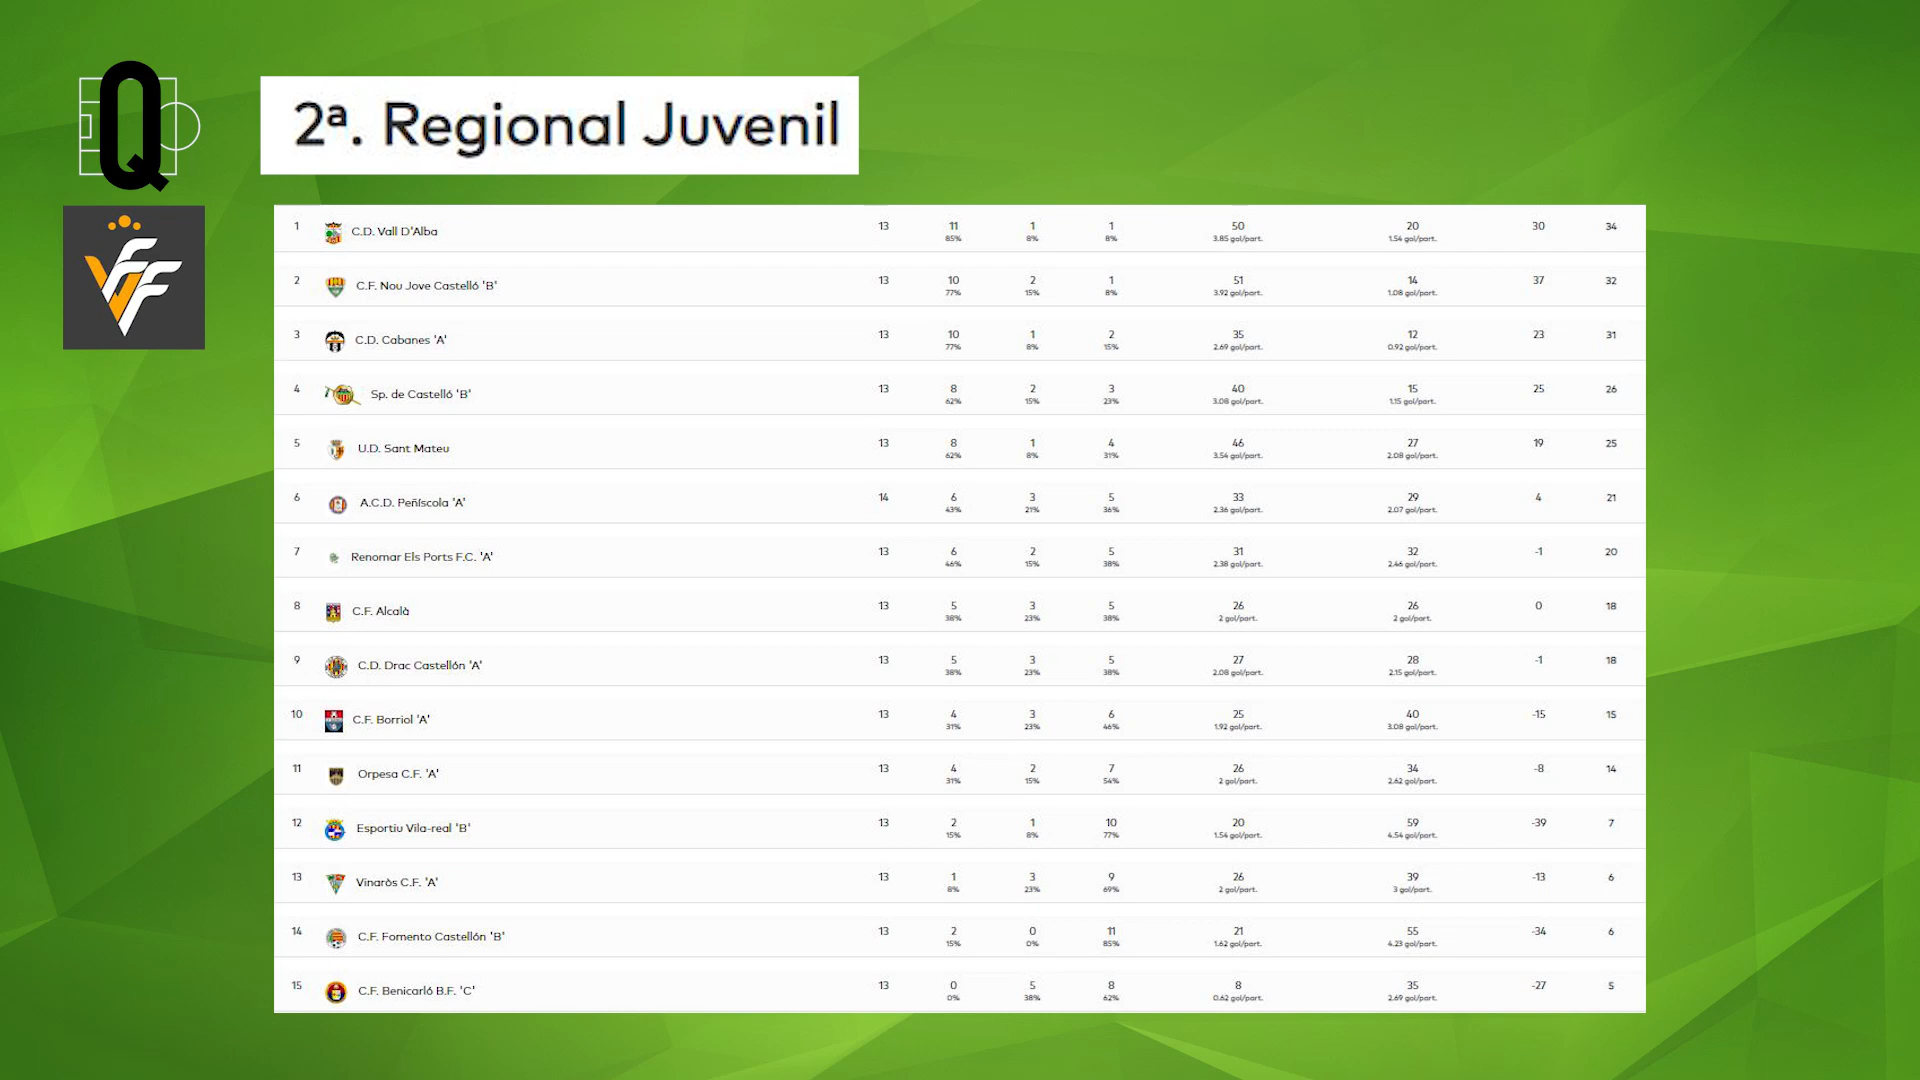 Q
2ª. Regional Juvenil
VFF
1 C.D. Vall D'Alba 13 11 1 1 50 20 30 34
85% 8% 8% 3.85 gol/part. 1.54 gol/part.
2 C.F. Nou Jove Castelló 'B' 13 10 2 1 51 14 37 32
77% 15% 8% 3.92 gol/part. 1.08 gol/part.
3 C.D. Cabanes 'A' 13 10 1 2 35 12 23 31
77% 8% 15% 2.69 gol/part. 0.92 gol/part.
4 Sp. de Castelló 'B' 13 8 2 3 40 15 25 26
62% 15% 23% 3.08 gol/part. 1.15 gol/part.
5 U.D. Sant Mateu 13 8 1 4 46 27 19 25
62% 8% 31% 3.54 gol/part. 2.08 gol/part.
6 A.C.D. Peñíscola 'A' 14 6 3 5 33 29 4 21
43% 21% 36% 2.36 gol/part. 2.07 gol/part.
7 Renomar Els Ports F.C. 'A' 13 6 2 5 31 32 -1 20
46% 15% 38% 2.38 gol/part. 2.46 gol/part.
8 C.F. Alcalà 13 5 3 5 26 26 0 18
38% 23% 38% 2 gol/part. 2 gol/part.
9 C.D. Drac Castellón 'A' 13 5 3 5 27 28 -1 18
38% 23% 38% 2.08 gol/part. 2.15 gol/part.
10 C.F. Borriol 'A' 13 4 3 6 25 40 -15 15
31% 23% 46% 1.92 gol/part. 3.08 gol/part.
11 Orpesa C.F. 'A' 13 4 2 7 26 34 -8 14
31% 15% 54% 2 gol/part. 2.62 gol/part.
12 Esportiu Vila-real 'B' 13 2 1 10 20 59 -39 7
15% 8% 77% 1.54 gol/part. 4.54 gol/part.
13 Vinaròs C.F. 'A' 13 1 3 9 26 39 -13 6
8% 23% 69% 2 gol/part. 3 gol/part.
14 C.F. Fomento Castellón 'B' 13 2 0 11 21 55 -34 6
15% 0% 85% 1.62 gol/part. 4.23 gol/part.
15 C.F. Benicarló B.F. 'C' 13 0 5 8 8 35 -27 5
0% 38% 62% 0.62 gol/part. 2.69 gol/part.